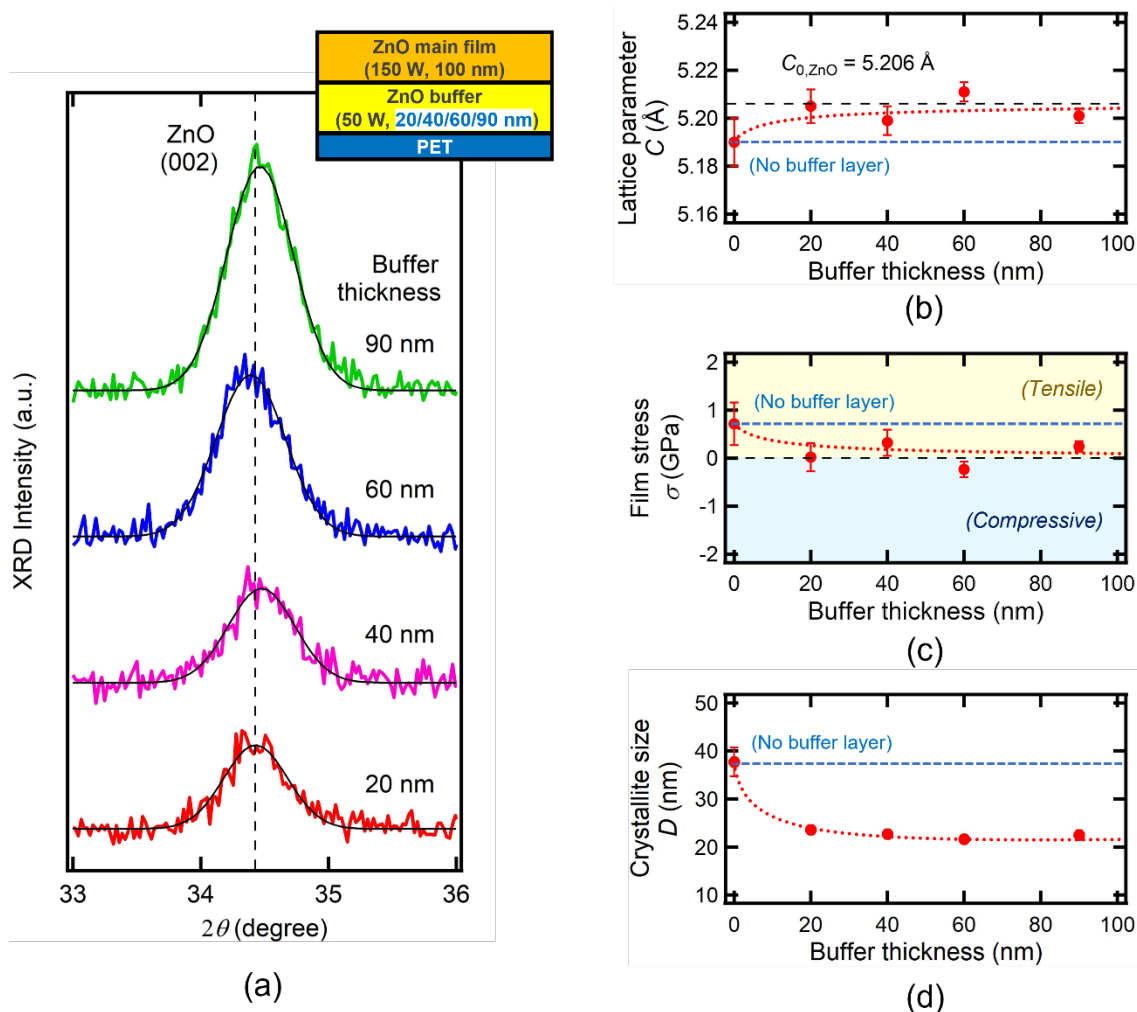 ZnO main film
(150 W, 100 nm)
ZnO buffer
(50 W, 20/40/60/90 nm)
PET
ZnO
(002)
Buffer
thickness
90 nm
60 nm
40 nm
20 nm
XRD Intensity (a.u.)
33
34
35
36
2θ (degree)
(a)
Lattice parameter
C (Å)
5.24
5.22
5.20
5.18
5.16
C0,ZnO = 5.206 Å
(No buffer layer)
0
20
40
60
80
100
Buffer thickness (nm)
(b)
Film stress
σ (GPa)
2
1
0
-1
-2
(No buffer layer)
(Tensile)
(Compressive)
0
20
40
60
80
100
Buffer thickness (nm)
(c)
Crystallite size
D (nm)
50
40
30
20
10
(No buffer layer)
0
20
40
60
80
100
Buffer thickness (nm)
(d)